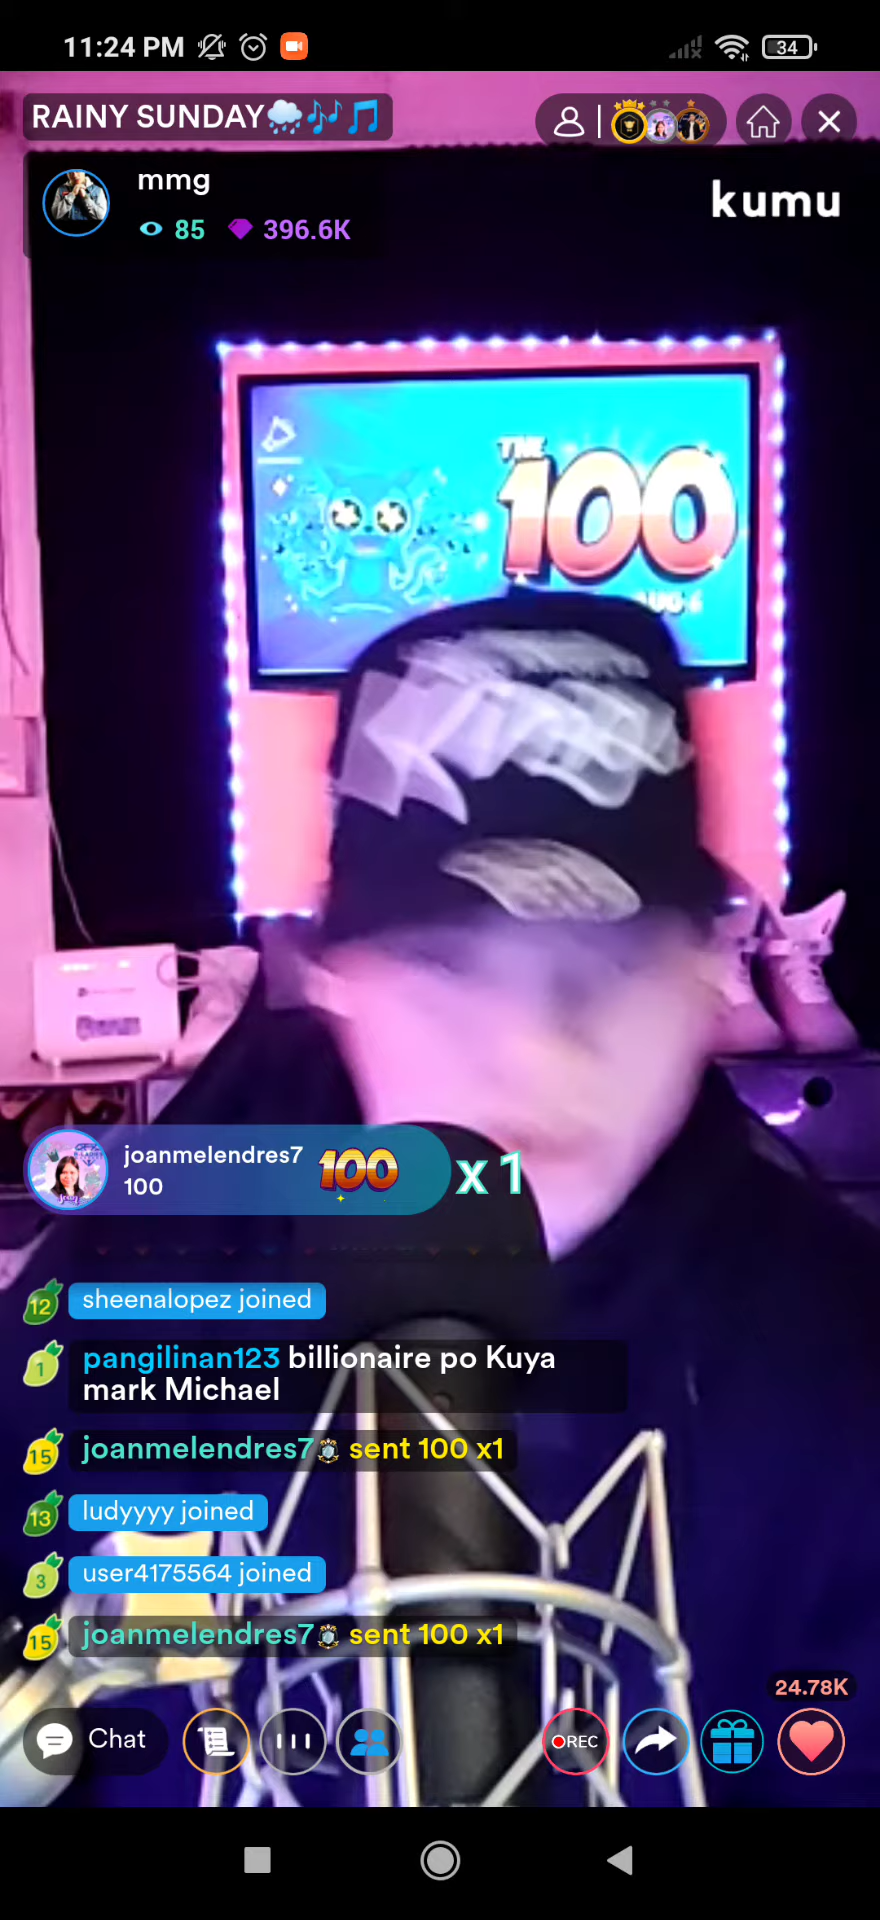 11:24 PM
34
RAINY SUNDAY🌧️🎶🎵
mmg
85 396.6K
kumu
THE
100
AUG 6
joanmelendres7
100
100 x 1
12 sheenalopez joined
1 pangilinan123 billionaire po Kuya
mark Michael
15 joanmelendres7 sent 100 x1
13 ludyyyy joined
3 user4175564 joined
15 joanmelendres7 sent 100 x1
24.78K
Chat
REC